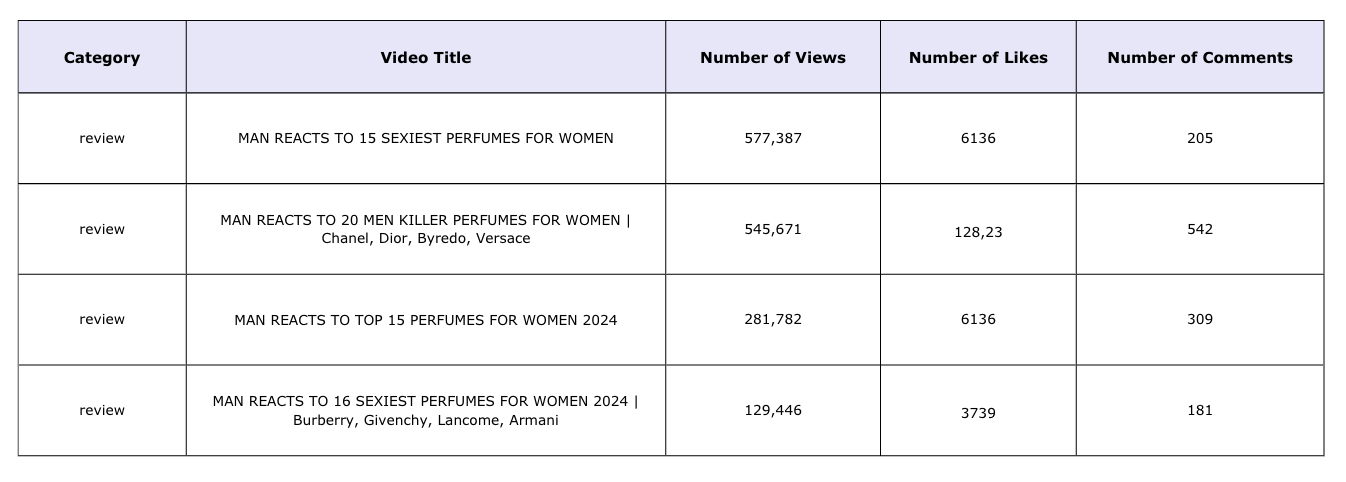 Category Video Title Number of Views Number of Likes Number of Comments
review MAN REACTS TO 15 SEXIEST PERFUMES FOR WOMEN 577,387 6136 205
review MAN REACTS TO 20 MEN KILLER PERFUMES FOR WOMEN | 545,671 128,23 542
Chanel, Dior, Byredo, Versace
review MAN REACTS TO TOP 15 PERFUMES FOR WOMEN 2024 281,782 6136 309
review MAN REACTS TO 16 SEXIEST PERFUMES FOR WOMEN 2024 | 129,446 3739 181
Burberry, Givenchy, Lancome, Armani